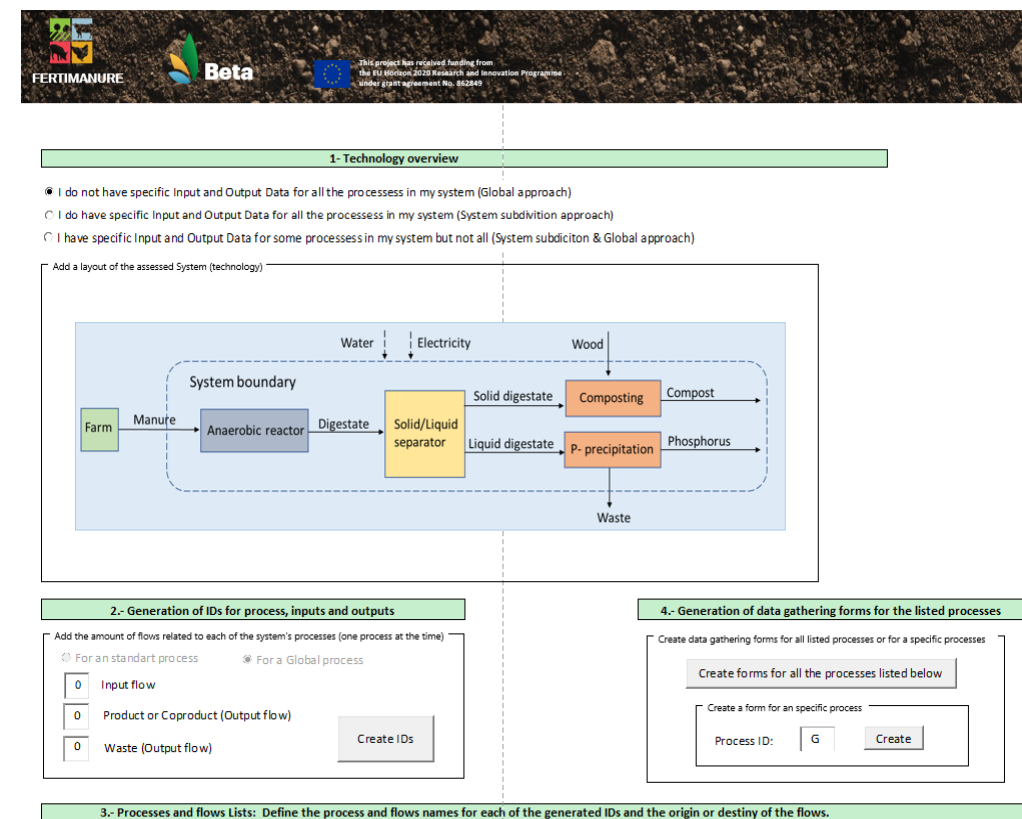 FERTIMANURE
Beta
This project has received funding from
the EU Horizon 2020 Research and Innovation Programme
under grant agreement No. 862849
1- Technology overview
I do not have specific Input and Output Data for all the processess in my system (Global approach)
I do have specific Input and Output Data for all the processess in my system (System subdivition approach)
I have specific Input and Output Data for some processess in my system but not all (System subdiciton & Global approach)
Add a layout of the assessed System (technology)
Water
Electricity
Wood
System boundary
Farm
Manure
Anaerobic reactor
Digestate
Solid/Liquid
separator
Solid digestate
Liquid digestate
Composting
Compost
P- precipitation
Phosphorus
Waste
2.- Generation of IDs for process, inputs and outputs
Add the amount of flows related to each of the system's processes (one process at the time)
For an standart process
For a Global process
0 Input flow
0 Product or Coproduct (Output flow)
0 Waste (Output flow)
Create IDs
4.- Generation of data gathering forms for the listed processes
Create data gathering forms for all listed processes or for a specific processes
Create forms for all the processes listed below
Create a form for an specific process
Process ID: G Create
3.- Processes and flows Lists: Define the process and flows names for each of the generated IDs and the origin or destiny of the flows.